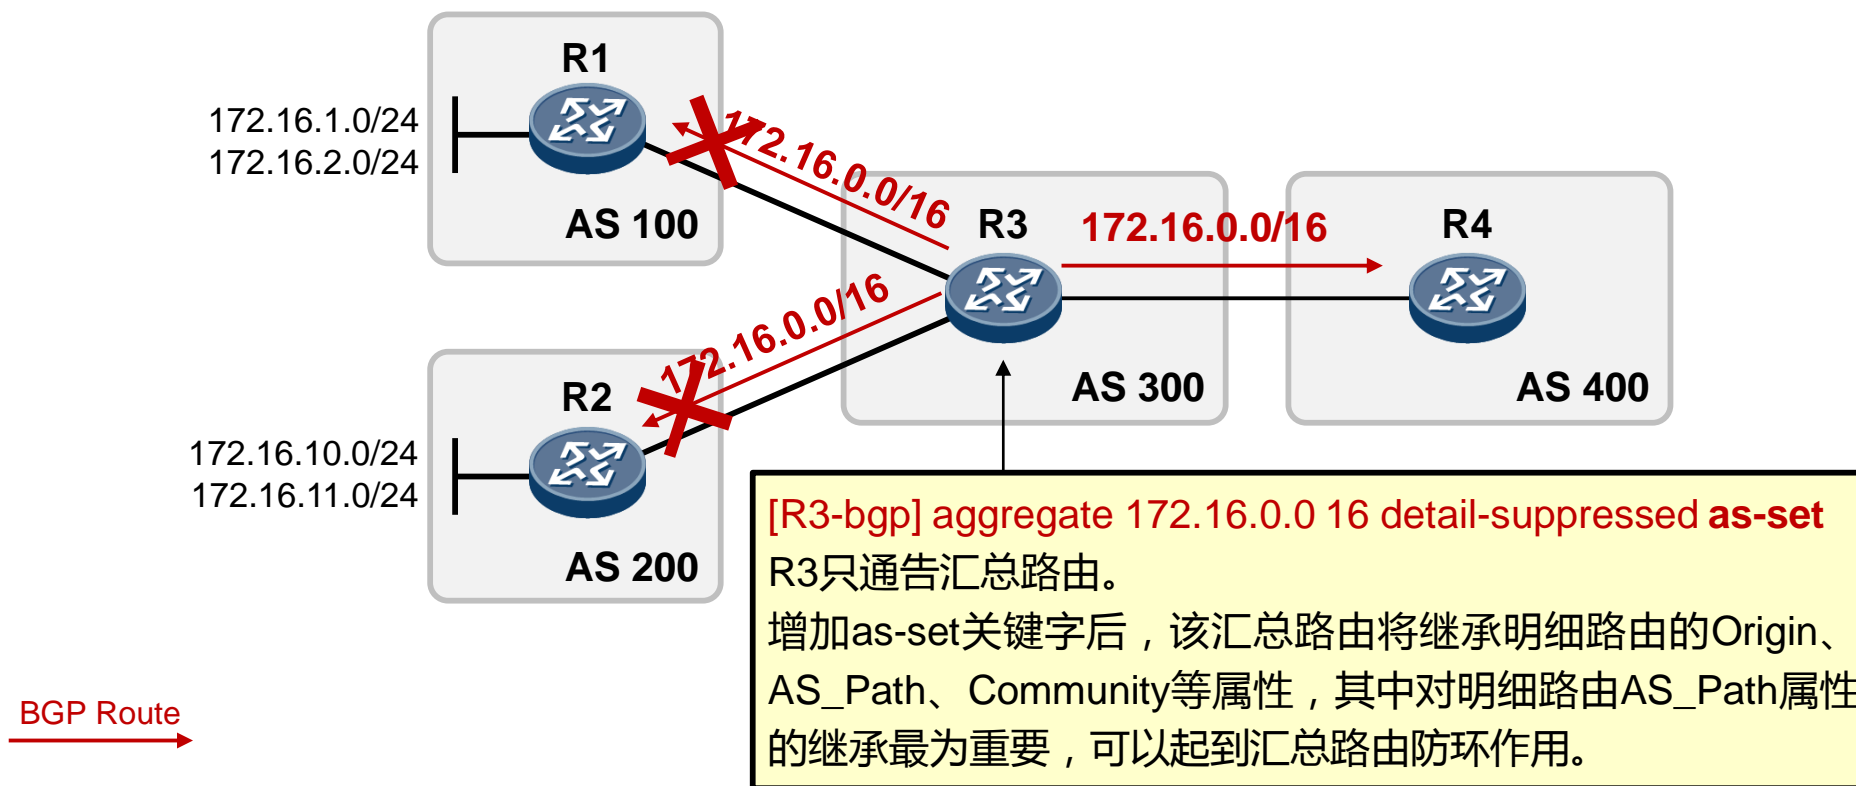 R1
172.16.1.0/24
172.16.2.0/24
AS 100
172.16.0.0/16
R3
172.16.0.0/16
R4
172.16.0.0/16
R2
AS 300
AS 400
172.16.10.0/24
172.16.11.0/24
AS 200
[R3-bgp] aggregate 172.16.0.0 16 detail-suppressed as-set
R3只通告汇总路由。
增加as-set关键字后，该汇总路由将继承明细路由的Origin、
AS_Path、Community等属性，其中对明细路由AS_Path属性
的继承最为重要，可以起到汇总路由防环作用。
BGP Route